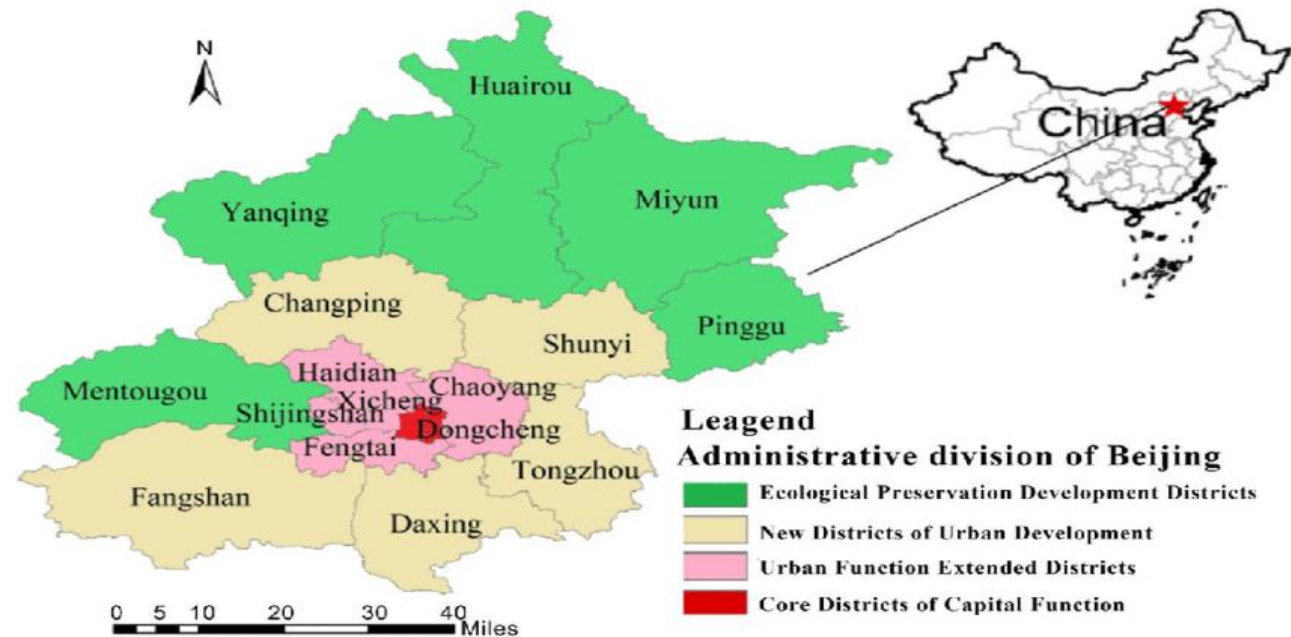 N
Huairou
China
Miyun
Yanqing
Changping
Pinggu
Shunyi
Haidian
Mentougou
Chaoyang
Xicheng
Shijingshan
Dongcheng
Fengtai
Tongzhou
Fangshan
Daxing
Leagend
Administrative division of Beijing
Ecological Preservation Development Districts
New Districts of Urban Development
Urban Function Extended Districts
Core Districts of Capital Function
0 5 10 20 30 40
Miles